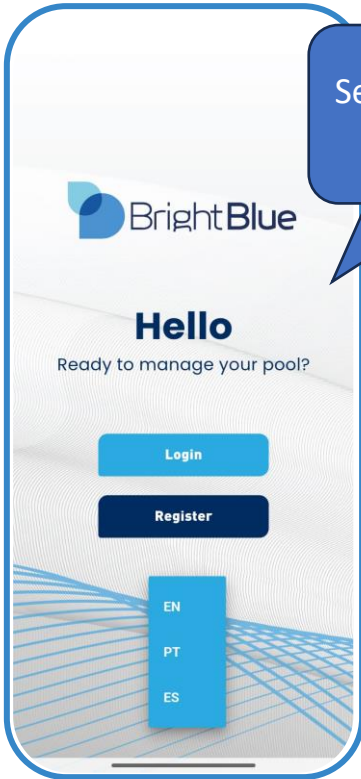 Se
BrightBlue
Hello
Ready to manage your pool?
Login
Register
EN
PT
ES